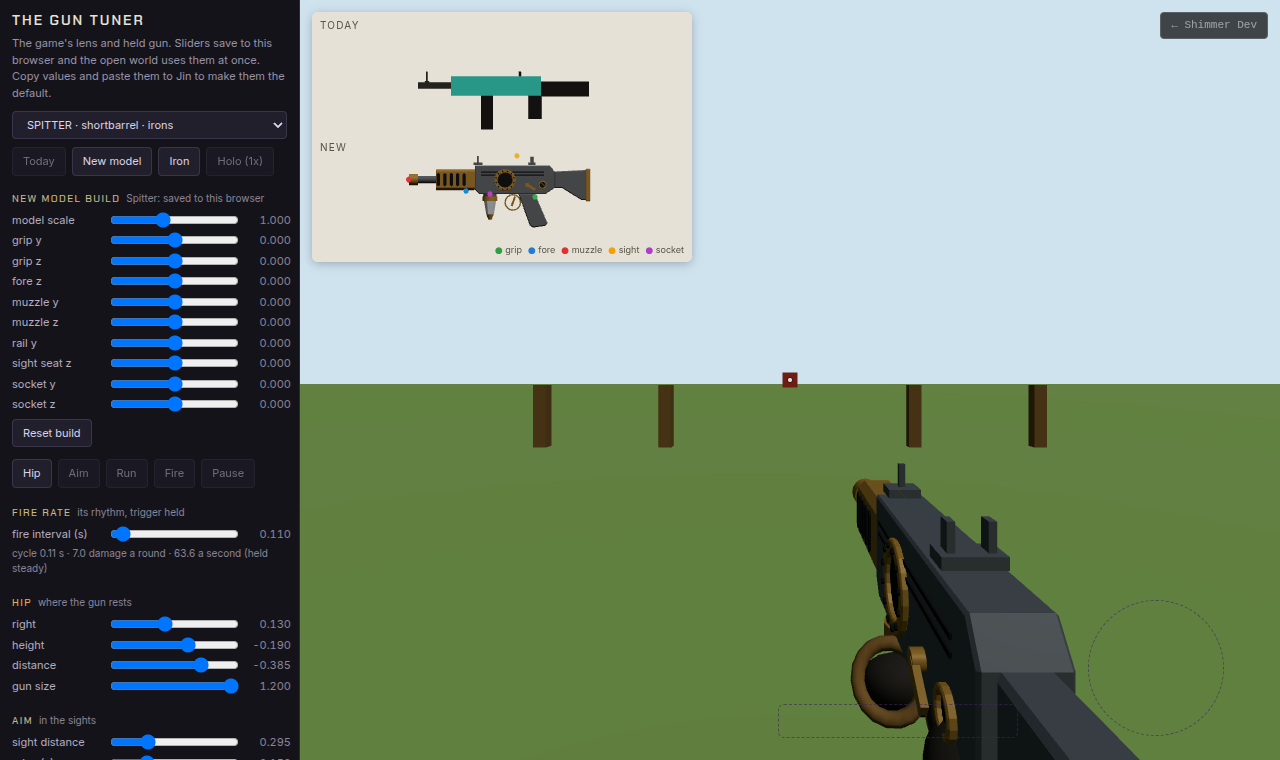 THE GUN TUNER
The game's lens and held gun. Sliders save to this
browser and the open world uses them at once.
Copy values and paste them to Jin to make them the
default.
SPITTER · shortbarrel · irons
Today New model Iron Holo (1x)
NEW MODEL BUILD Spitter: saved to this browser
model scale 1.000
grip y 0.000
grip z 0.000
fore z 0.000
muzzle y 0.000
muzzle z 0.000
rail y 0.000
sight seat z 0.000
socket y 0.000
socket z 0.000
Reset build
Hip Aim Run Fire Pause
FIRE RATE its rhythm, trigger held
fire interval (s) 0.110
cycle 0.11 s · 7.0 damage a round · 63.6 a second (held
steady)
HIP where the gun rests
right 0.130
height -0.190
distance -0.385
gun size 1.200
AIM in the sights
sight distance 0.295
TODAY
NEW
grip fore muzzle sight socket
← Shimmer Dev